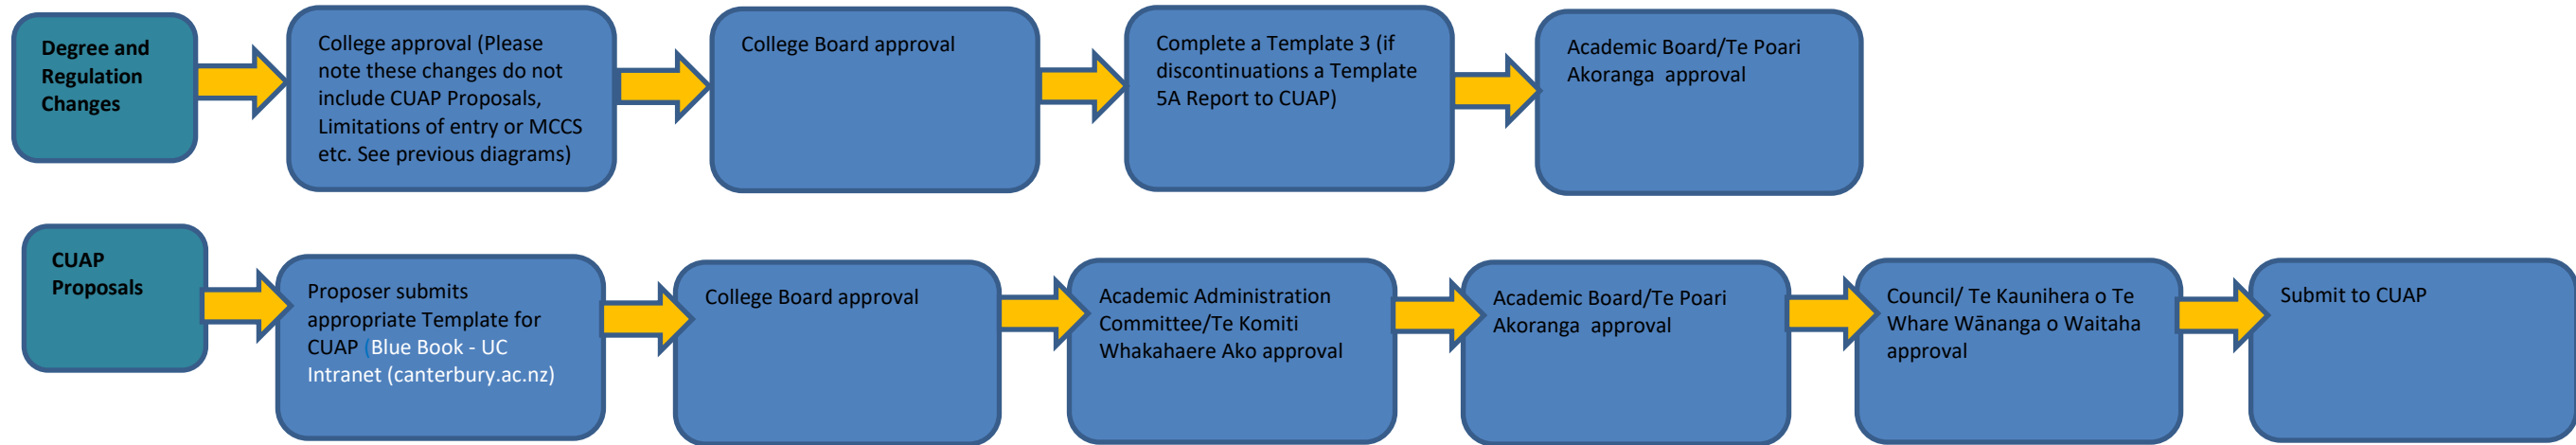 Degree and
Regulation
Changes
College approval (Please
note these changes do not
include CUAP Proposals,
Limitations of entry or MCCS
etc. See previous diagrams)
College Board approval
Complete a Template 3 (if
discontinuations a Template
5A Report to CUAP)
Academic Board/Te Poari
Akoranga  approval
CUAP
Proposals
Proposer submits
appropriate Template for
CUAP (Blue Book - UC
Intranet (canterbury.ac.nz)
College Board approval
Academic Administration
Committee/Te Komiti
Whakahaere Ako approval
Academic Board/Te Poari
Akoranga  approval
Council/ Te Kaunihera o Te
Whare Wānanga o Waitaha
approval
Submit to CUAP